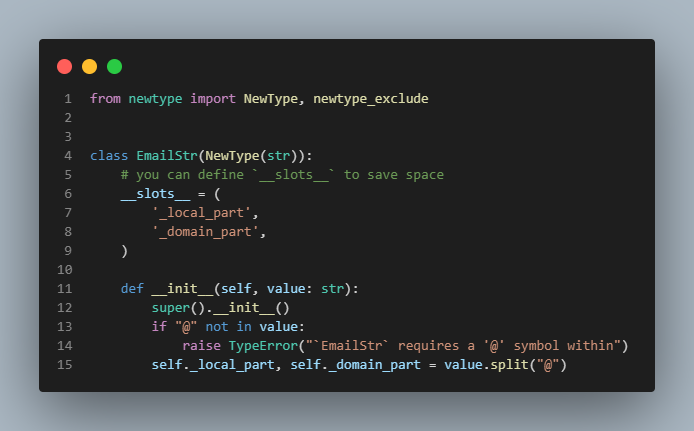 1 from newtype import NewType, newtype_exclude
2
3
4 class EmailStr(NewType(str)):
5     # you can define `__slots__` to save space
6     __slots__ = (
7         '_local_part',
8         '_domain_part',
9     )
10
11     def __init__(self, value: str):
12         super().__init__()
13         if "@" not in value:
14             raise TypeError("`EmailStr` requires a '@' symbol within")
15         self._local_part, self._domain_part = value.split("@")